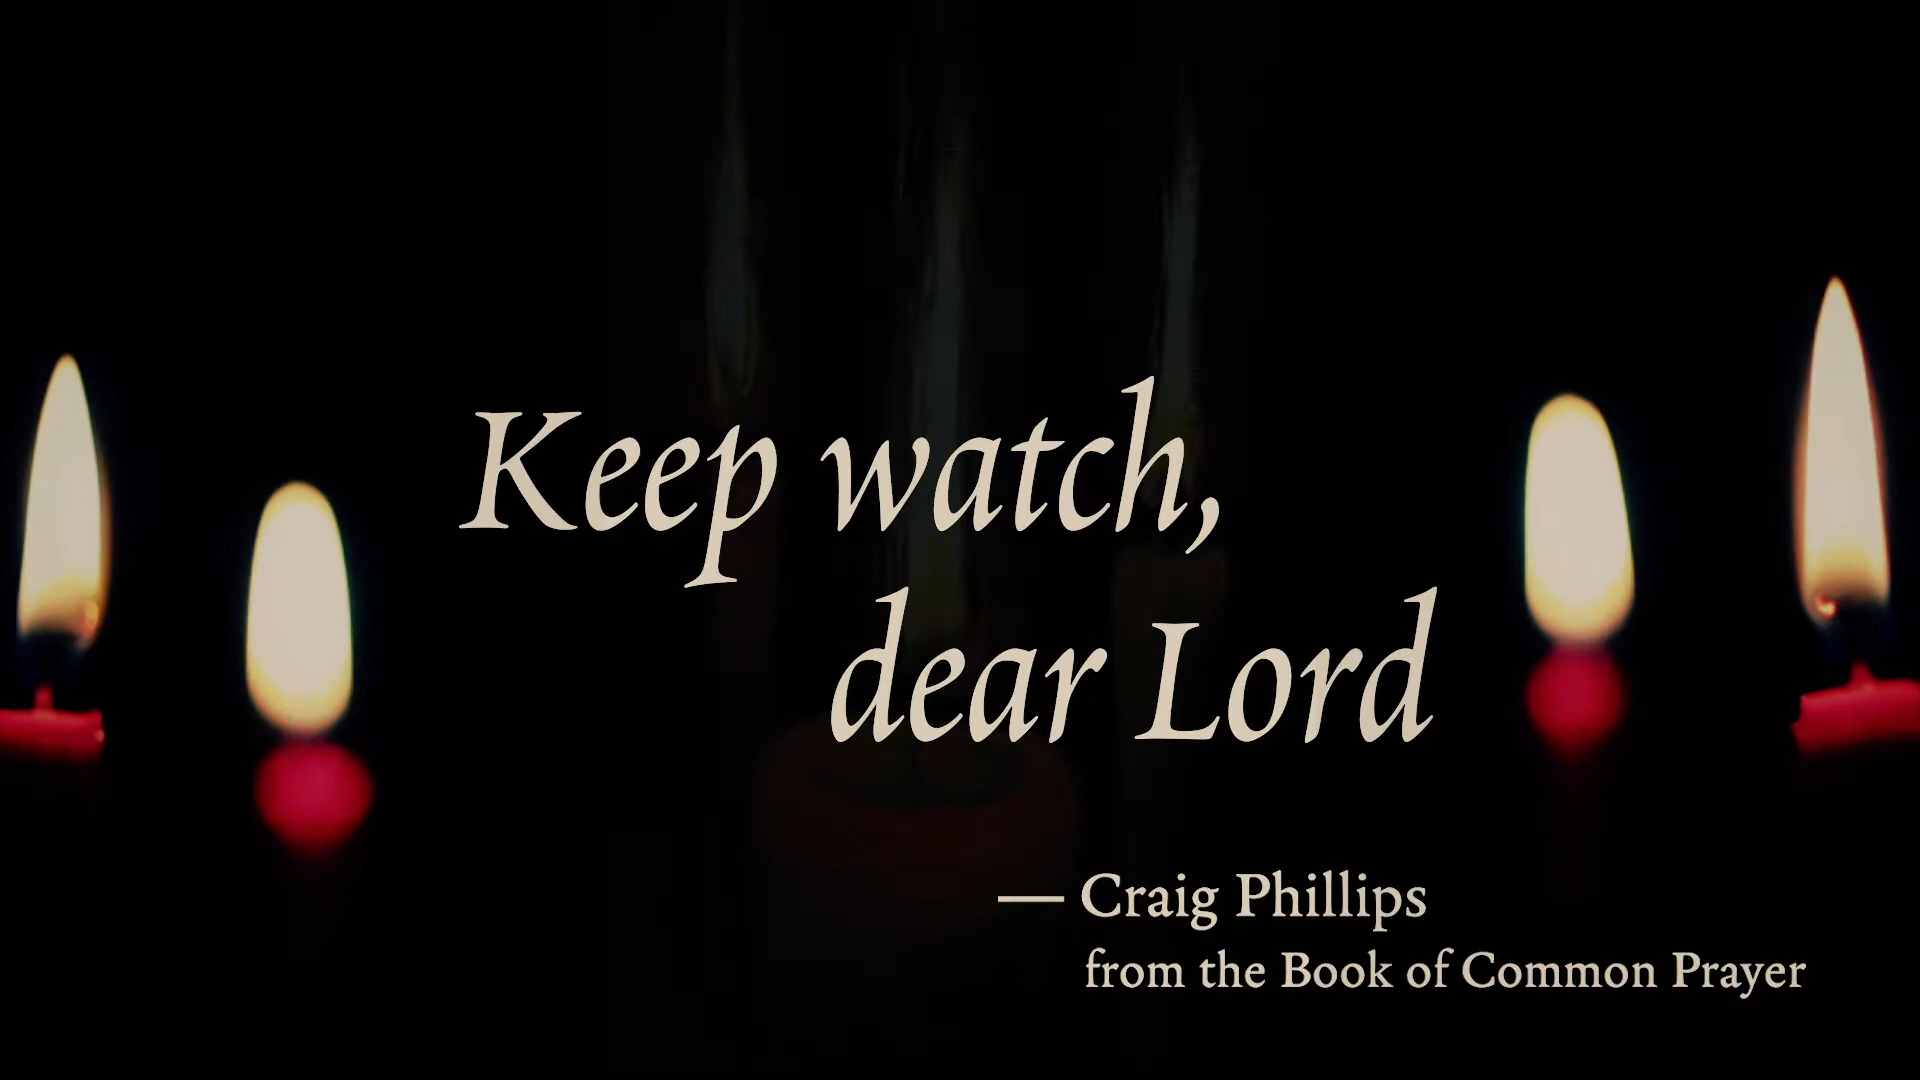 Keep watch,
dear Lord
— Craig Phillips
from the Book of Common Prayer